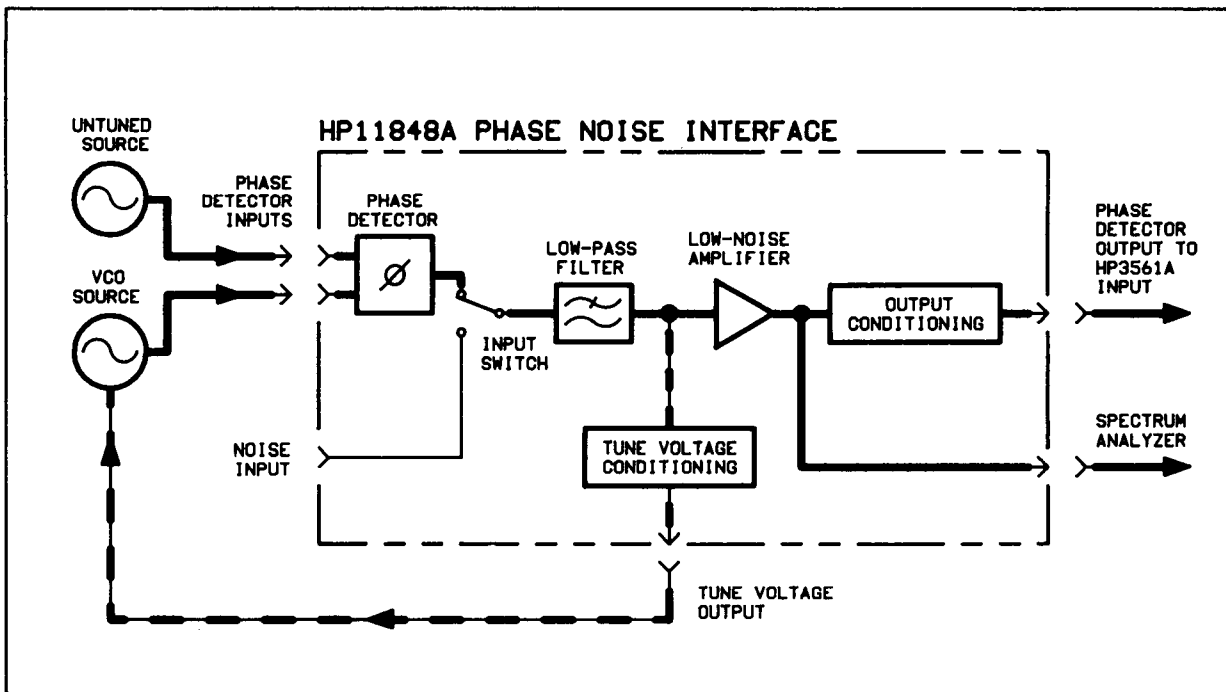 HP11848A PHASE NOISE INTERFACE
UNTUNED
SOURCE
PHASE
DETECTOR
INPUTS
VCO
SOURCE
PHASE
DETECTOR
LOW-PASS
FILTER
LOW-NOISE
AMPLIFIER
OUTPUT
CONDITIONING
PHASE
DETECTOR
OUTPUT TO
HP3561A
INPUT
INPUT
SWITCH
NOISE
INPUT
TUNE VOLTAGE
CONDITIONING
SPECTRUM
ANALYZER
TUNE VOLTAGE
OUTPUT